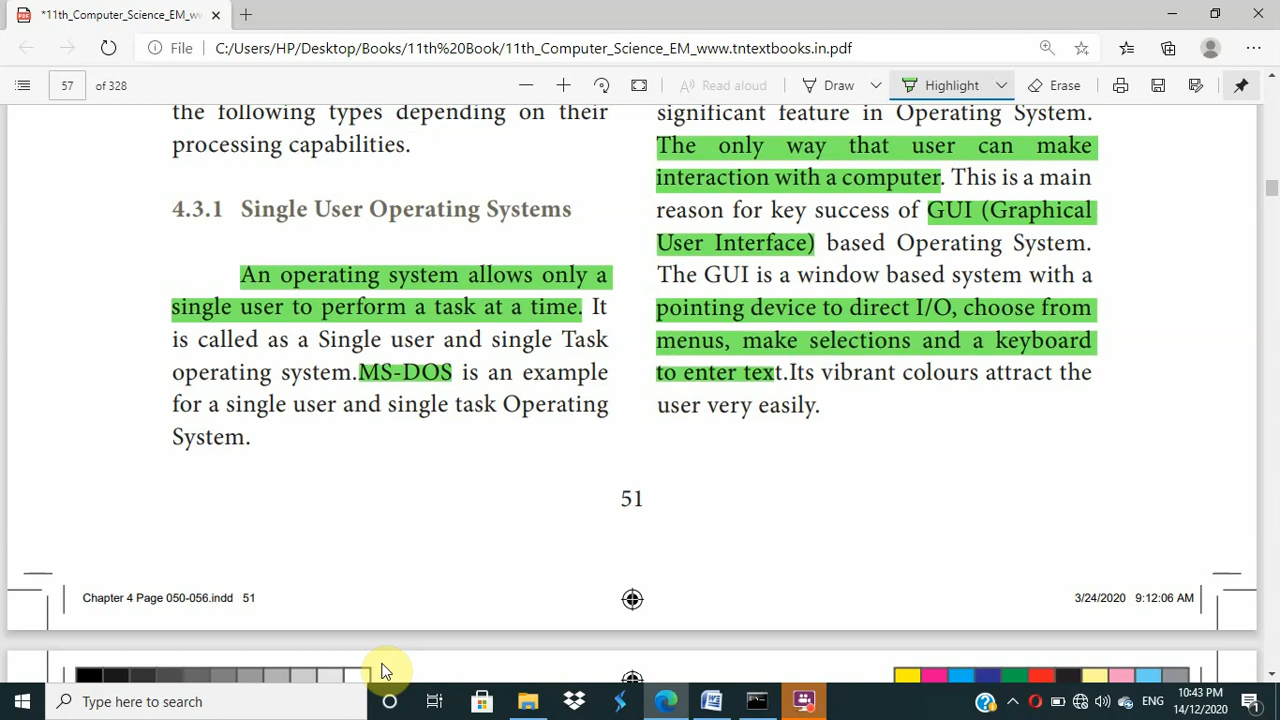 *11th_Computer_Science_EM_ww
File
C:/Users/HP/Desktop/Books/11th%20Book/11th_Computer_Science_EM_www.tntextbooks.in.pdf
57 of 328
Read aloud
Draw
Highlight
Erase
the following types depending on their
processing capabilities.
4.3.1 Single User Operating Systems
An operating system allows only a
single user to perform a task at a time. It
is called as a Single user and single Task
operating system.MS-DOS is an example
for a single user and single task Operating
System.
significant feature in Operating System.
The only way that user can make
interaction with a computer. This is a main
reason for key success of GUI (Graphical
User Interface) based Operating System.
The GUI is a window based system with a
pointing device to direct I/O, choose from
menus, make selections and a keyboard
to enter text.Its vibrant colours attract the
user very easily.
51
Chapter 4 Page 050-056.indd 51
3/24/2020 9:12:06 AM
Type here to search
ENG
10:43 PM
14/12/2020